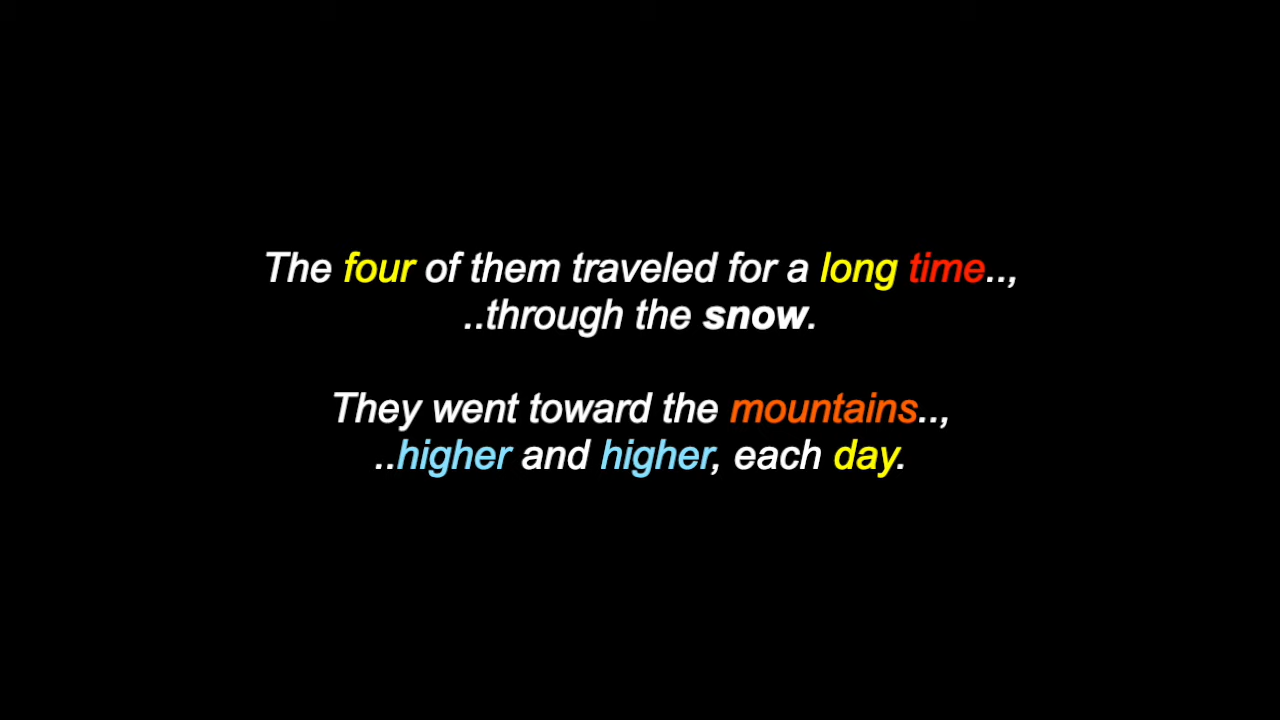 The four of them traveled for a long time..,
..through the snow.
They went toward the mountains..,
..higher and higher, each day.